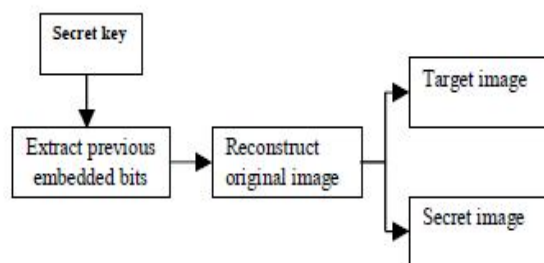 Secret key
Target image
Extract previous
embedded bits
Reconstruct
original image
Secret image